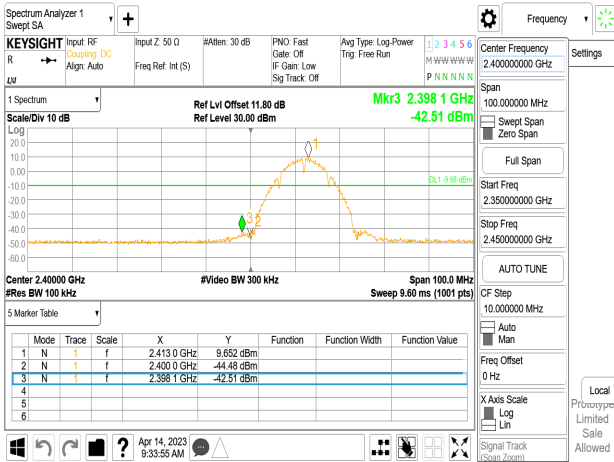 Spectrum Analyzer 1
Swept SA
Frequency
KEYSIGHT
R
LXI
Input: RF
Coupling: DC
Align: Auto
Input Z: 50 Ω
Freq Ref: Int (S)
#Atten: 30 dB
PNO: Fast
Gate: Off
IF Gain: Low
Sig Track: Off
Avg Type: Log-Power
Trig: Free Run
1 2 3 4 5 6
M W W W W W
P N N N N N
1 Spectrum
Scale/Div 10 dB
Ref Lvl Offset 11.80 dB
Ref Level 30.00 dBm
Mkr3 2.398 1 GHz
-42.51 dBm
Log
20.0
10.0
0.00
-10.0
-20.0
-30.0
-40.0
-50.0
-60.0
1
DL1 -9.68 dBm
3
2
Center 2.40000 GHz
#Res BW 100 kHz
#Video BW 300 kHz
Span 100.0 MHz
Sweep 9.60 ms (1001 pts)
5 Marker Table
Mode Trace Scale X Y Function Function Width Function Value
1 N 1 f 2.413 0 GHz 9.652 dBm
2 N 1 f 2.400 0 GHz -44.48 dBm
3 N 1 f 2.398 1 GHz -42.51 dBm
4
5
6
?
Apr 14, 2023
9:33:55 AM
Center Frequency
2.400000000 GHz
Settings
Span
100.000000 MHz
Swept Span
Zero Span
Full Span
Start Freq
2.350000000 GHz
Stop Freq
2.450000000 GHz
AUTO TUNE
CF Step
10.000000 MHz
Auto
Man
Freq Offset
0 Hz
X Axis Scale
Log
Lin
Local
Prototype
Limited
Sale
Allowed
Signal Track
(Span Zoom)